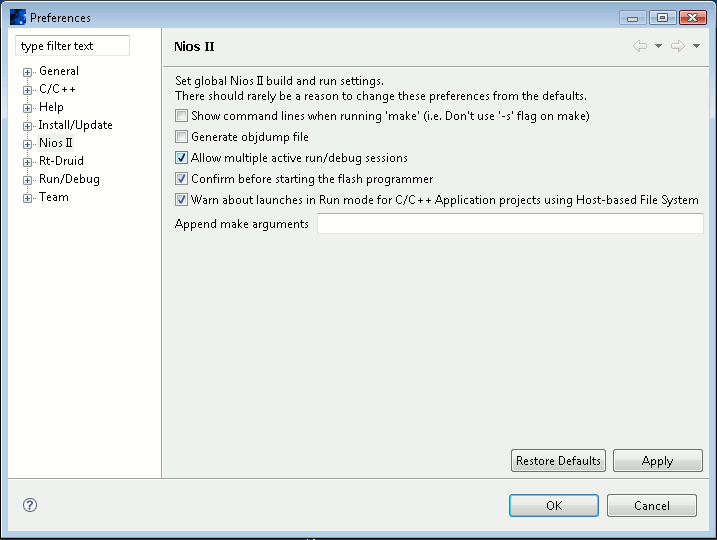 Preferences
type filter text
General
C/C++
Help
Install/Update
Nios II
Rt-Druid
Run/Debug
Team
Nios II
Set global Nios II build and run settings.
There should rarely be a reason to change these preferences from the defaults.
Show command lines when running 'make' (i.e. Don't use '-s' flag on make)
Generate objdump file
Allow multiple active run/debug sessions
Confirm before starting the flash programmer
Warn about launches in Run mode for C/C++ Application projects using Host-based File System
Append make arguments
Restore Defaults
Apply
?
OK
Cancel